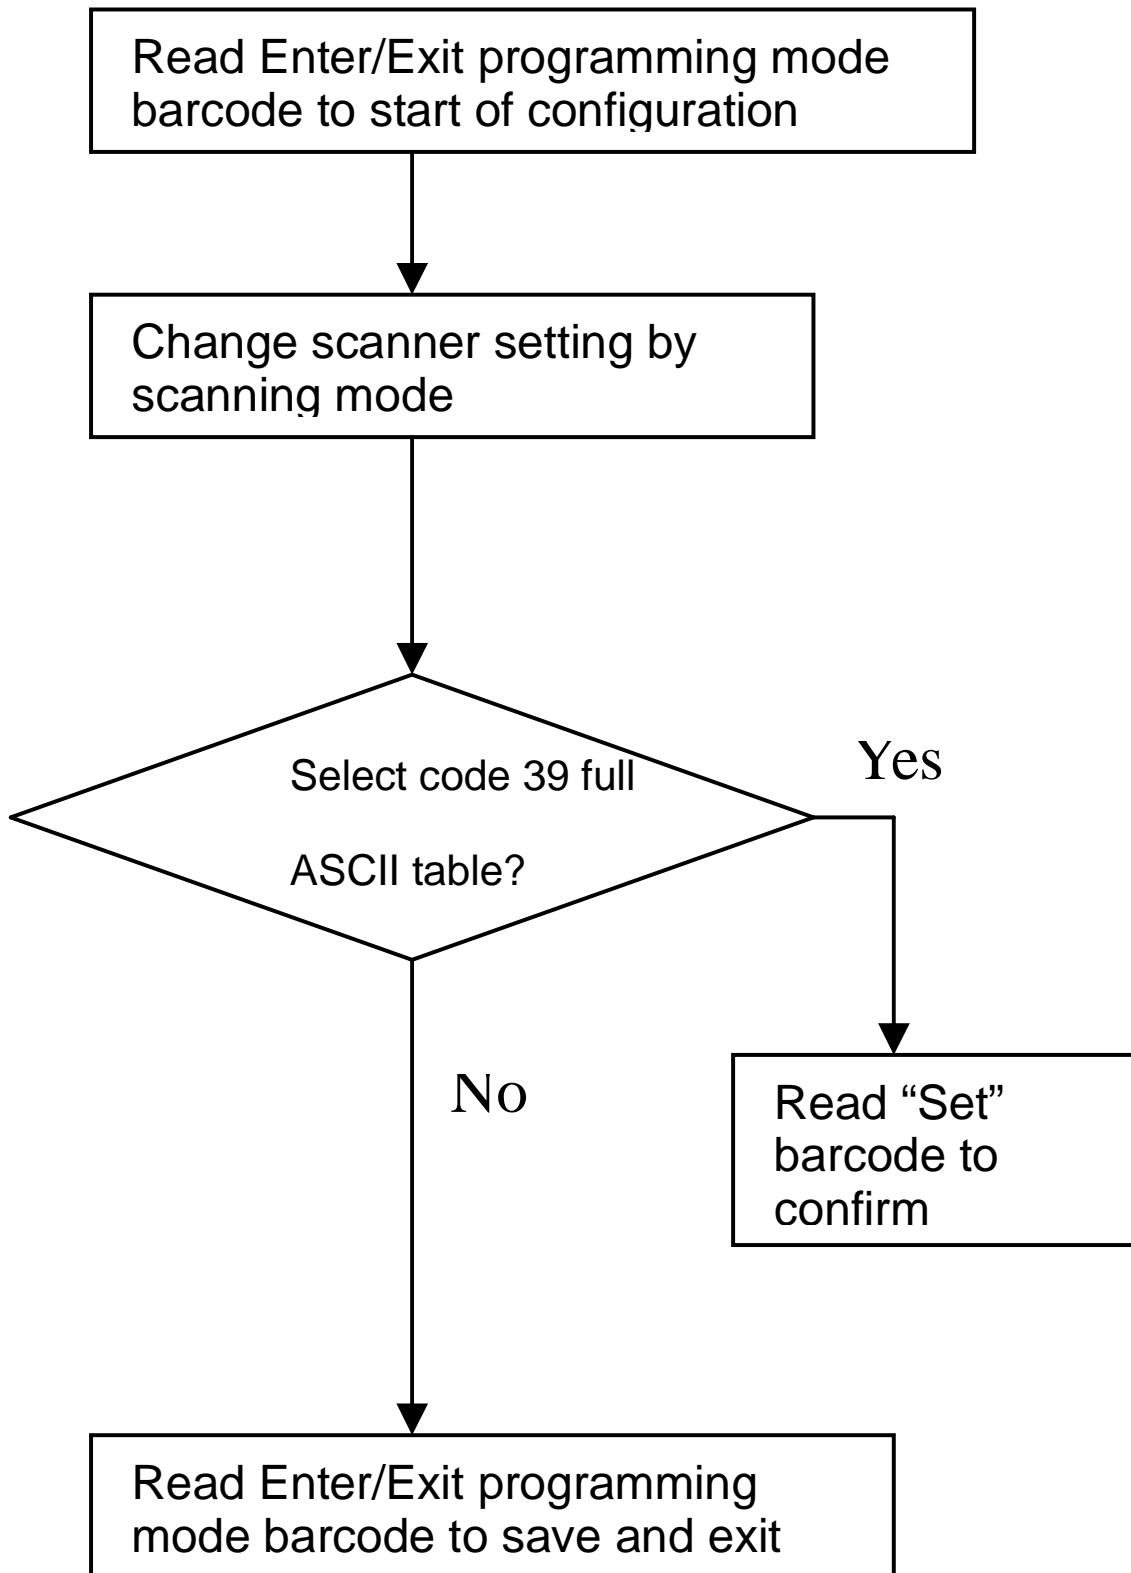 Read Enter/Exit programming mode
barcode to start of configuration
Change scanner setting by
scanning mode
Select code 39 full
ASCII table?
Yes
No
Read “Set”
barcode to
confirm
Read Enter/Exit programming
mode barcode to save and exit